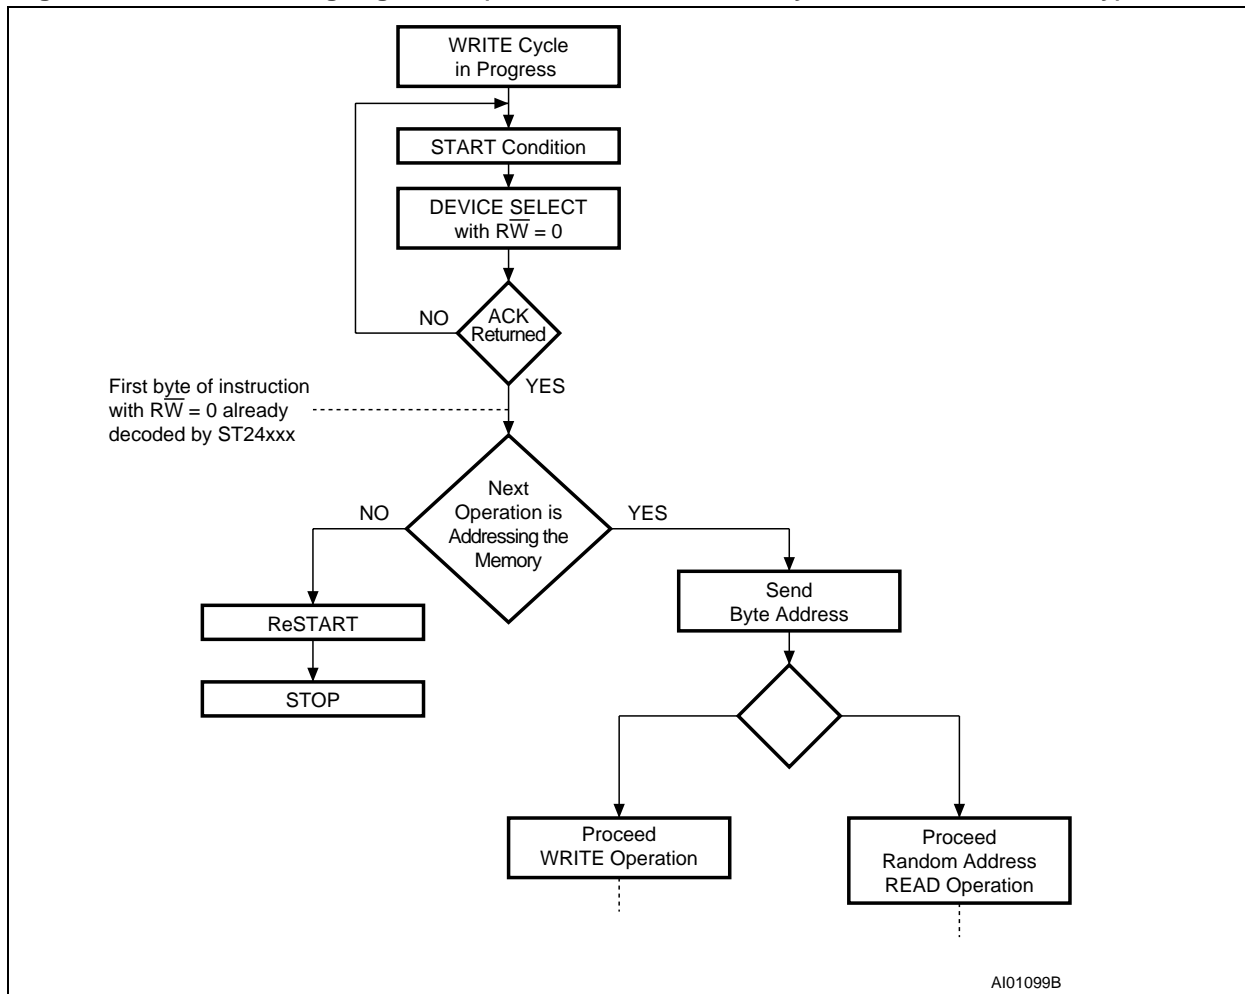 WRITE Cycle
in Progress
START Condition
DEVICE SELECT
with RW̅ = 0
ACK
Returned
NO
YES
First byte of instruction
with RW̅ = 0 already
decoded by ST24xxx
Next
Operation is
Addressing the
Memory
NO
YES
Send
Byte Address
ReSTART
STOP
Proceed
WRITE Operation
Proceed
Random Address
READ Operation
AI01099B